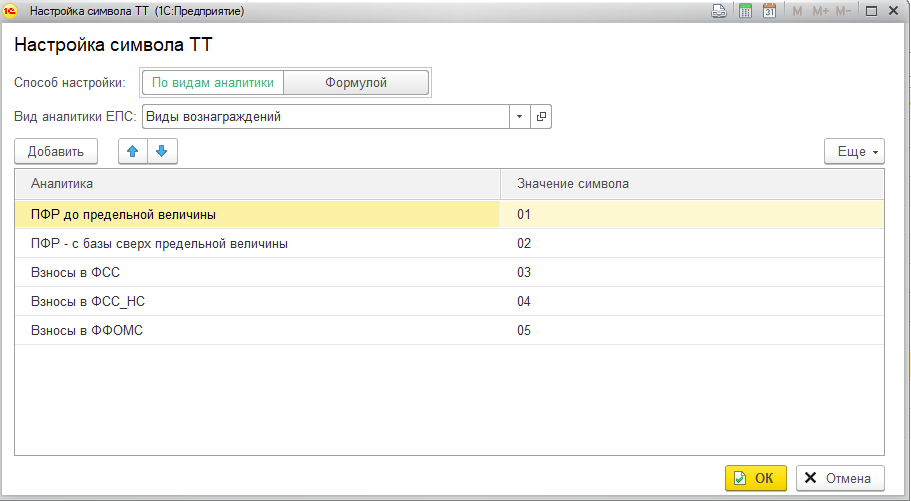 Настройка символа ТТ (1С:Предприятие)
M M+ M-
Настройка символа ТТ
Способ настройки: По видам аналитики Формулой
Вид аналитики ЕПС: Виды вознаграждений
Добавить Еще
Аналитика Значение символа
ПФР до предельной величины 01
ПФР - с базы сверх предельной величины 02
Взносы в ФСС 03
Взносы в ФСС_НС 04
Взносы в ФФОМС 05
ОК Отмена